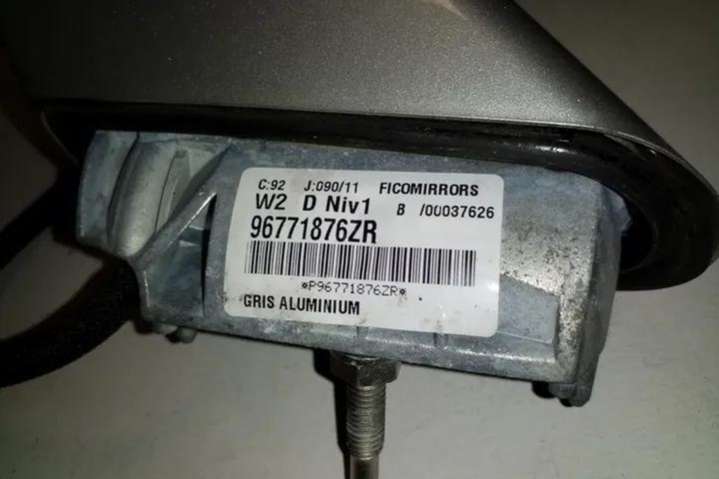 C:92 J:090/11 FICOMIRRORS
W2 D Niv1 B /00037626
96771876ZR
*P96771876ZR*
GRIS ALUMINIUM